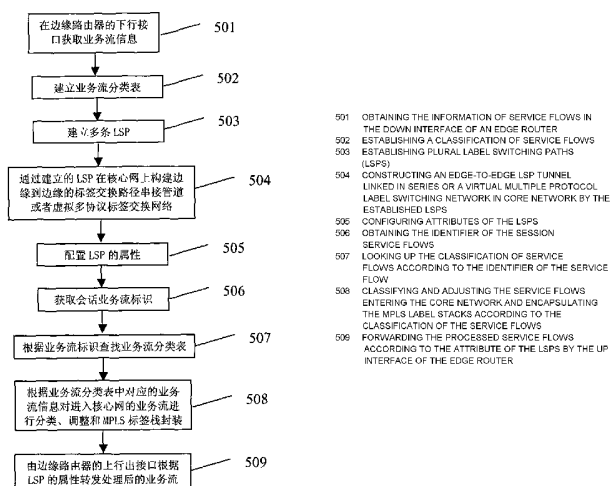 在边缘路由器的下行接
口获取业务流信息
501
建立业务流分类表
502
建立多条 LSP
503
通过建立的 LSP 在核心网上构建边
缘到边缘的标签交换路径串接管道
或者虚拟多协议标签交换网络
504
配置 LSP 的属性
505
获取会话业务流标识
506
根据业务流标识查找业务流分类表
507
根据业务流分类表中对应的业务
流信息对进入核心网的业务流进
行分类、调整和 MPLS 标签栈封装
508
由边缘路由器的上行出接口根据
LSP 的属性转发处理后的业务流
509
501 OBTAINING THE INFORMATION OF SERVICE FLOWS IN
THE DOWN INTERFACE OF AN EDGE ROUTER
502 ESTABLISHING A CLASSIFICATION OF SERVICE FLOWS
503 ESTABLISHING PLURAL LABEL SWITCHING PATHS
(LSPS)
504 CONSTRUCTING AN EDGE-TO-EDGE LSP TUNNEL
LINKED IN SERIES OR A VIRTUAL MULTIPLE PROTOCOL
LABEL SWITCHING NETWORK IN CORE NETWORK BY THE
ESTABLISHED LSPS
505 CONFIGURING ATTRIBUTES OF THE LSPS
506 OBTAINING THE IDENTIFIER OF THE SESSION
SERVICE FLOWS
507 LOOKING UP THE CLASSIFICATION OF SERVICE
FLOWS ACCORDING TO THE IDENTIFIER OF THE SERVICE
FLOW
508 CLASSIFYING AND ADJUSTING THE SERVICE FLOWS
ENTERING THE CORE NETWORK AND ENCAPSULATING
THE MPLS LABEL STACKS ACCORDING TO THE
CLASSIFICATION OF THE SERVICE FLOWS
509 FORWARDING THE PROCESSED SERVICE FLOWS
ACCORDING TO THE ATTRIBUTE OF THE LSPS BY THE UP
INTERFACE OF THE EDGE ROUTER